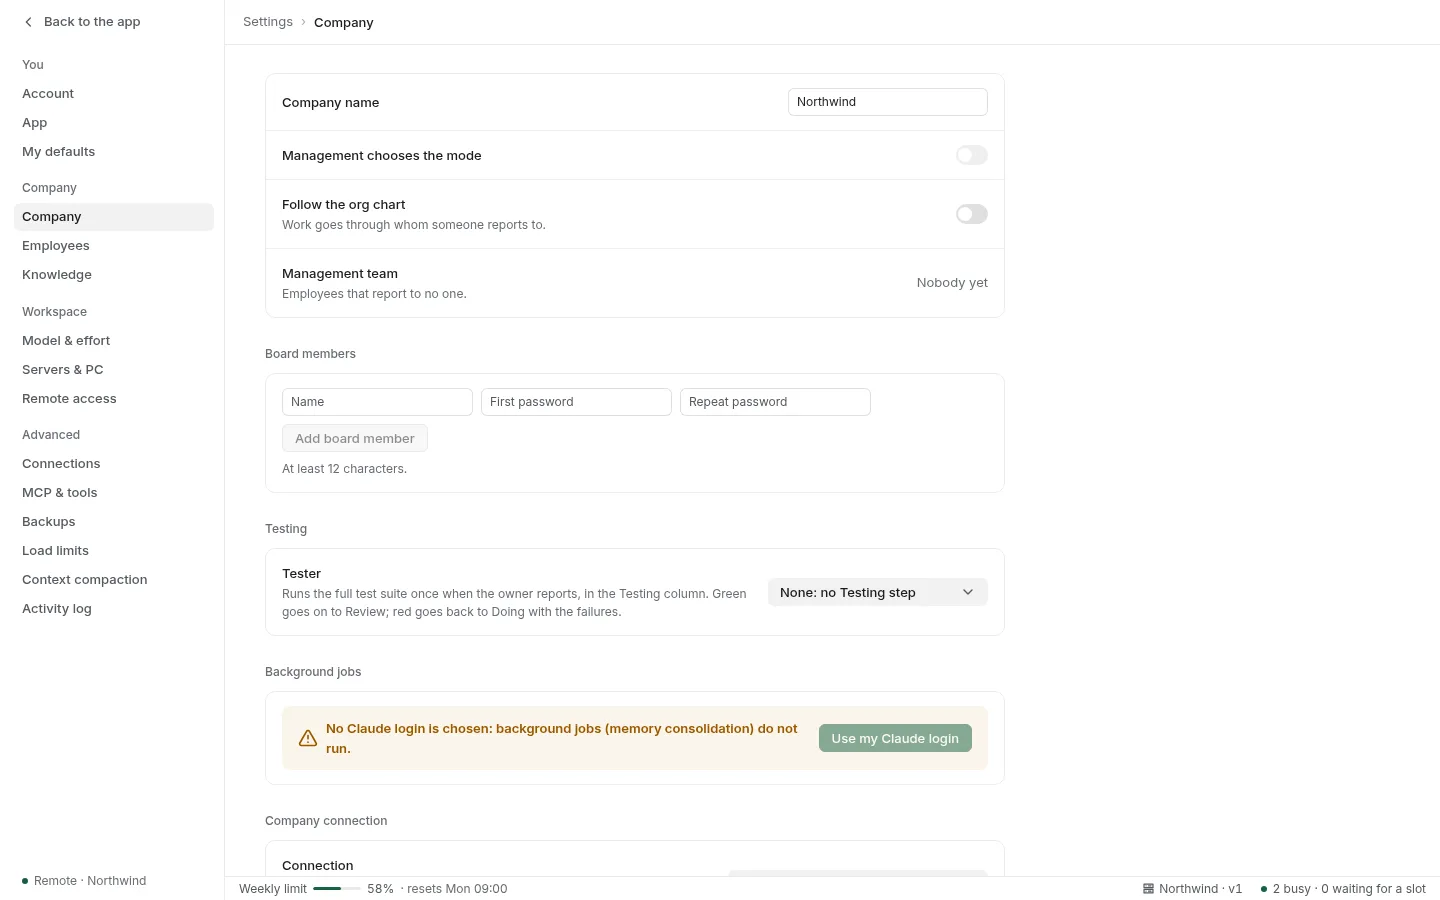 Back to the app
Settings › Company
You
Account
App
My defaults
Company
Company
Employees
Knowledge
Workspace
Model & effort
Servers & PC
Remote access
Advanced
Connections
MCP & tools
Backups
Load limits
Context compaction
Activity log
Remote · Northwind
Company name
Northwind
Management chooses the mode
Follow the org chart
Work goes through whom someone reports to.
Management team
Employees that report to no one.
Nobody yet
Board members
Name
First password
Repeat password
Add board member
At least 12 characters.
Testing
Tester
Runs the full test suite once when the owner reports, in the Testing column. Green
goes on to Review; red goes back to Doing with the failures.
None: no Testing step
Background jobs
No Claude login is chosen: background jobs (memory consolidation) do not
run.
Use my Claude login
Company connection
Connection
Weekly limit 58% · resets Mon 09:00
Northwind · v1
2 busy · 0 waiting for a slot